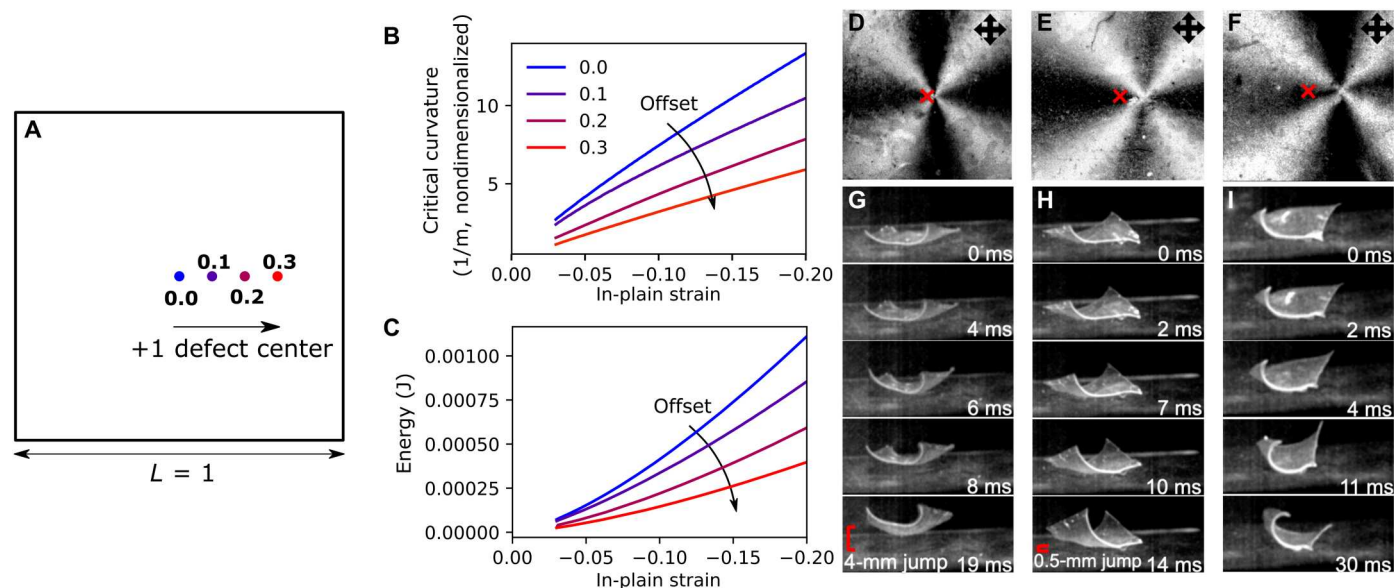 A
0.0
0.1
0.2
0.3
+1 defect center
L = 1
B
Critical curvature
(1/m, nondimensionalized)
10
5
0.0
0.1
0.2
0.3
Offset
0.00
−0.05
−0.10
−0.15
−0.20
In-plain strain
C
Energy (J)
0.00100
0.00075
0.00050
0.00025
0.00000
Offset
0.00
−0.05
−0.10
−0.15
−0.20
In-plain strain
D
E
F
G
0 ms
4 ms
6 ms
8 ms
4-mm jump
19 ms
H
0 ms
2 ms
7 ms
10 ms
0.5-mm jump
14 ms
I
0 ms
2 ms
4 ms
11 ms
30 ms